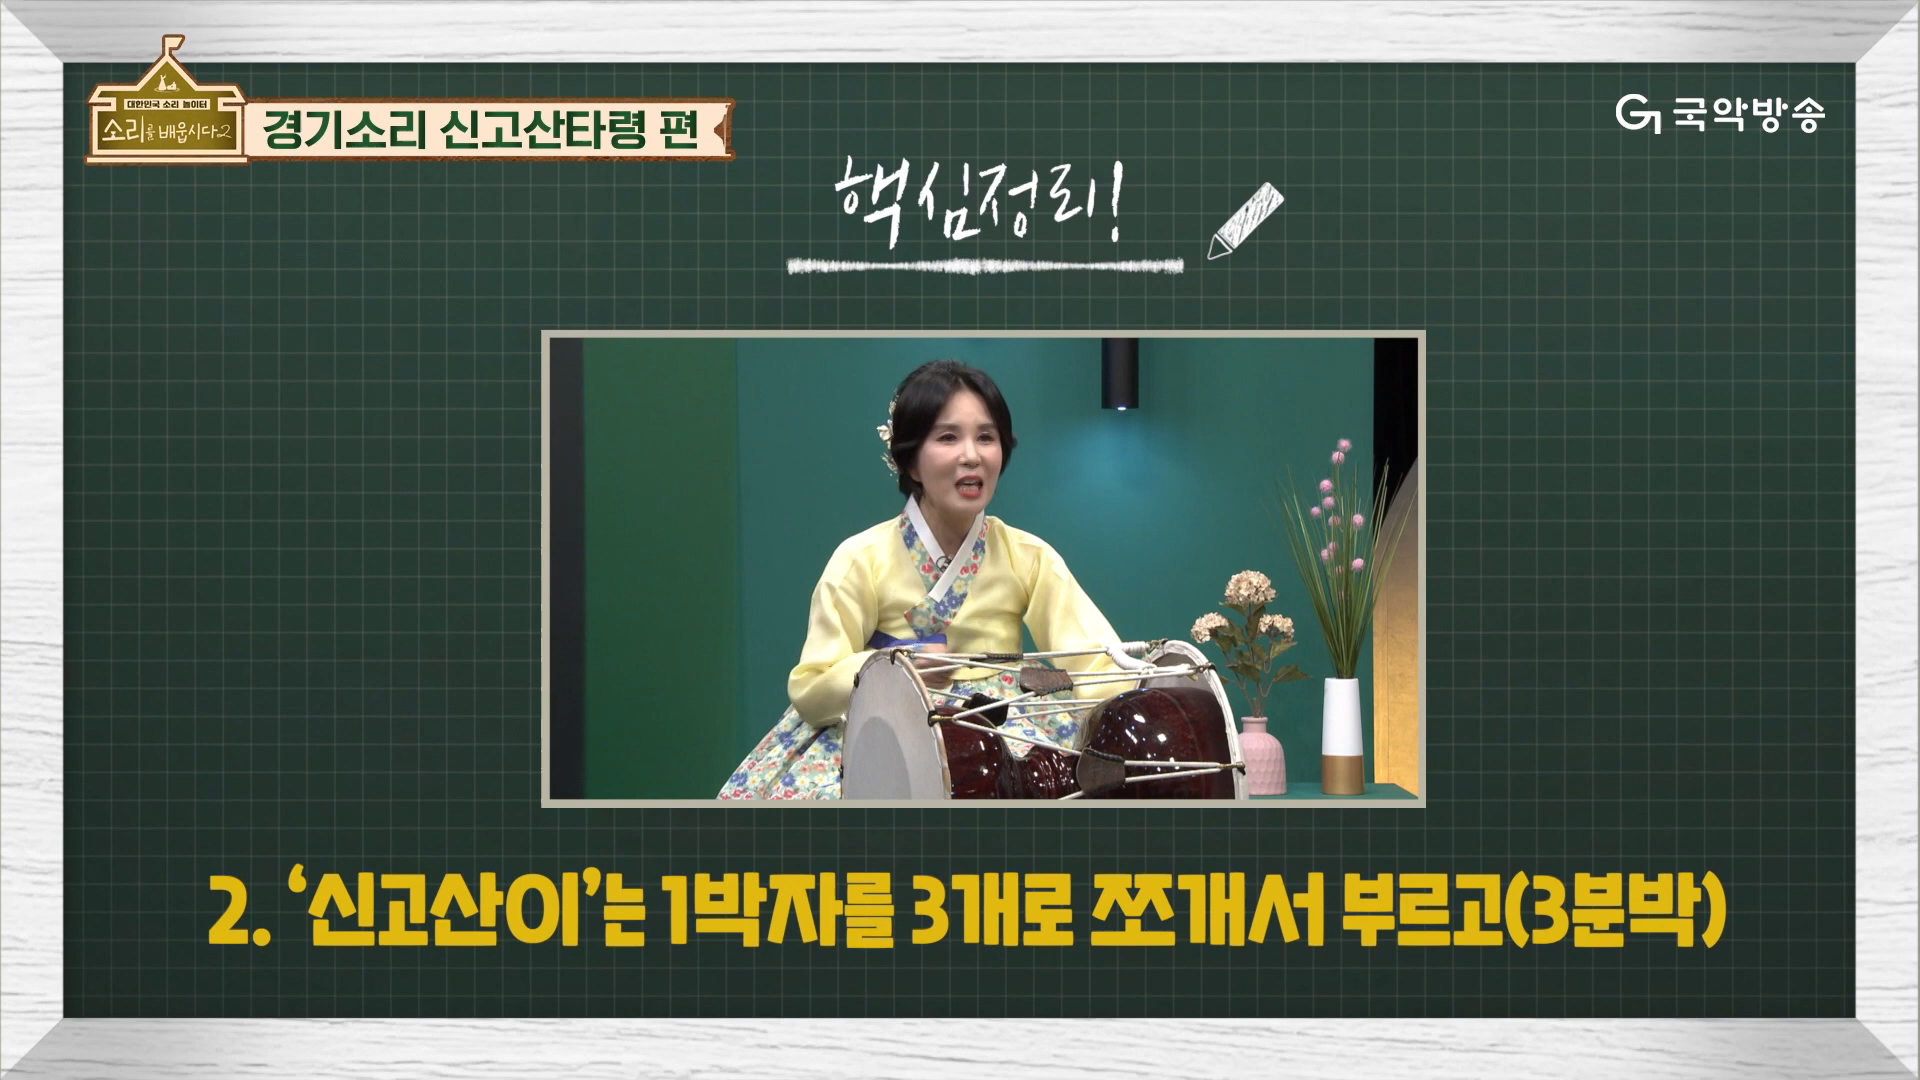 대한민국 소리 놀이터
소리를 배웁시다2
경기소리 신고산타령 편
국악방송
핵심정리!
2. ‘신고산이’는 1박자를 3개로 쪼개서 부르고(3분박)